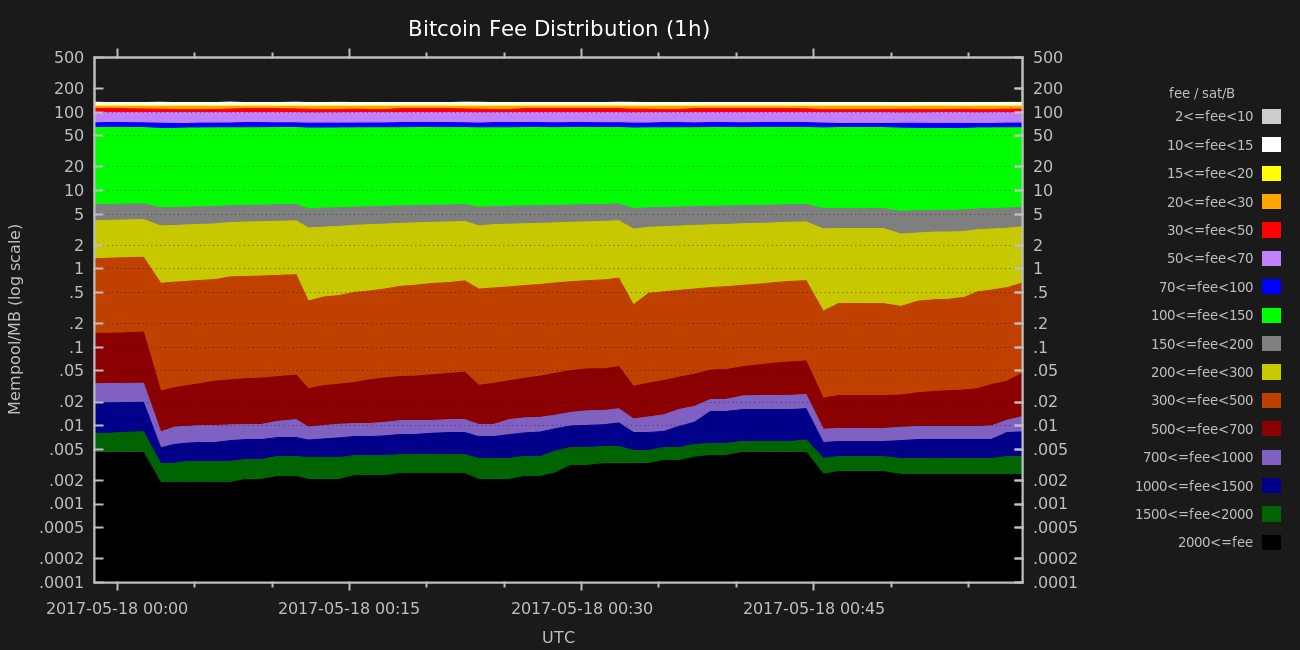 Bitcoin Fee Distribution (1h)
Mempool/MB (log scale)
500
200
100
50
20
10
5
2
1
.5
.2
.1
.05
.02
.01
.005
.002
.001
.0005
.0002
.0001
500
200
100
50
20
10
5
2
1
.5
.2
.1
.05
.02
.01
.005
.002
.001
.0005
.0002
.0001
2017-05-18 00:00
2017-05-18 00:15
2017-05-18 00:30
2017-05-18 00:45
UTC
fee / sat/B
2<=fee<10
10<=fee<15
15<=fee<20
20<=fee<30
30<=fee<50
50<=fee<70
70<=fee<100
100<=fee<150
150<=fee<200
200<=fee<300
300<=fee<500
500<=fee<700
700<=fee<1000
1000<=fee<1500
1500<=fee<2000
2000<=fee